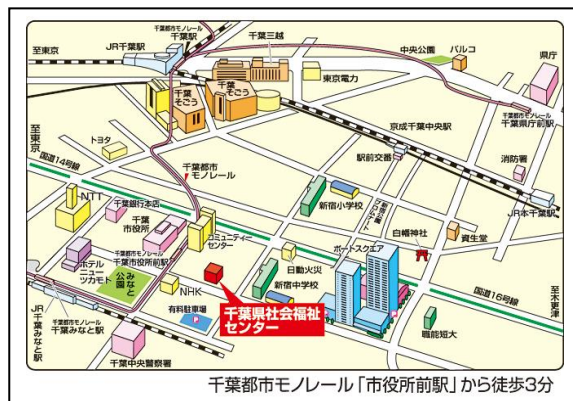 千葉都市モノレール
千葉駅
至東京
JR千葉駅
千葉三越
中央公園
パルコ
県庁
千葉
そごう
千葉
そごう
東京電力
千葉都市モノレール
千葉県庁前駅
京成千葉中央駅
至東京
トヨタ
駅前交番
消防署
国道14号線
千葉都市
モノレール
NTT
千葉銀行本店
新宿小学校
JR本千葉駅
千葉
市役所
コミュニティー
センター
白幡神社
資生堂
ポートスクエア
千葉都市モノレール
千葉市役所前駅
日動火災
ホテル
ニュー
ツカモト
みなと
公園
NHK
新宿中学校
国道16号線
至木更津
千葉県社会福祉
センター
有料駐車場
JR
千葉みなと駅
千葉都市モノレール
千葉みなと駅
職能短大
千葉中央警察署
千葉都市モノレール「市役所前駅」から徒歩3分